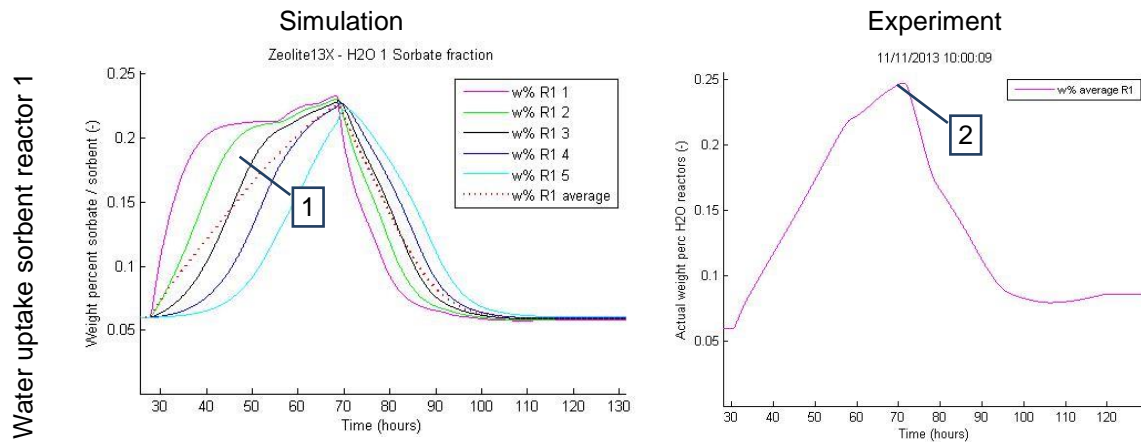 Simulation
Experiment
Water uptake sorbent reactor 1
Zeolite13X - H2O 1 Sorbate fraction
Weight percent sorbate / sorbent (-)
0.25
0.2
0.15
0.1
0.05
w% R1 1
w% R1 2
w% R1 3
w% R1 4
w% R1 5
w% R1 average
1
30 40 50 60 70 80 90 100 110 120 130
Time (hours)
11/11/2013 10:00:09
Actual weight perc H2O reactors (-)
0.25
0.2
0.15
0.1
0.05
w% average R1
2
30 40 50 60 70 80 90 100 110 120
Time (hours)